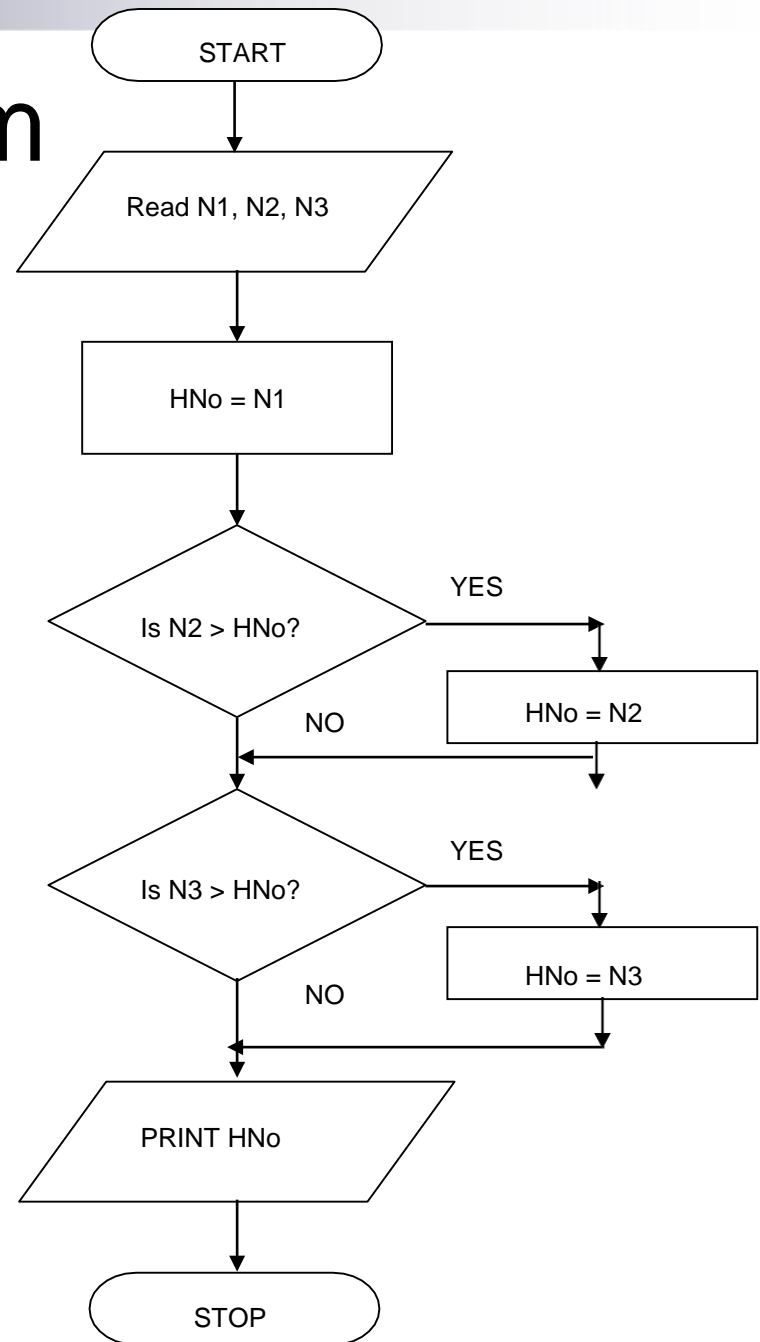 START
m
Read N1, N2, N3
HNo = N1
YES
Is N2 > HNo?
HNo = N2
NO
YES
Is N3 > HNo?
HNo = N3
NO
PRINT HNo
STOP